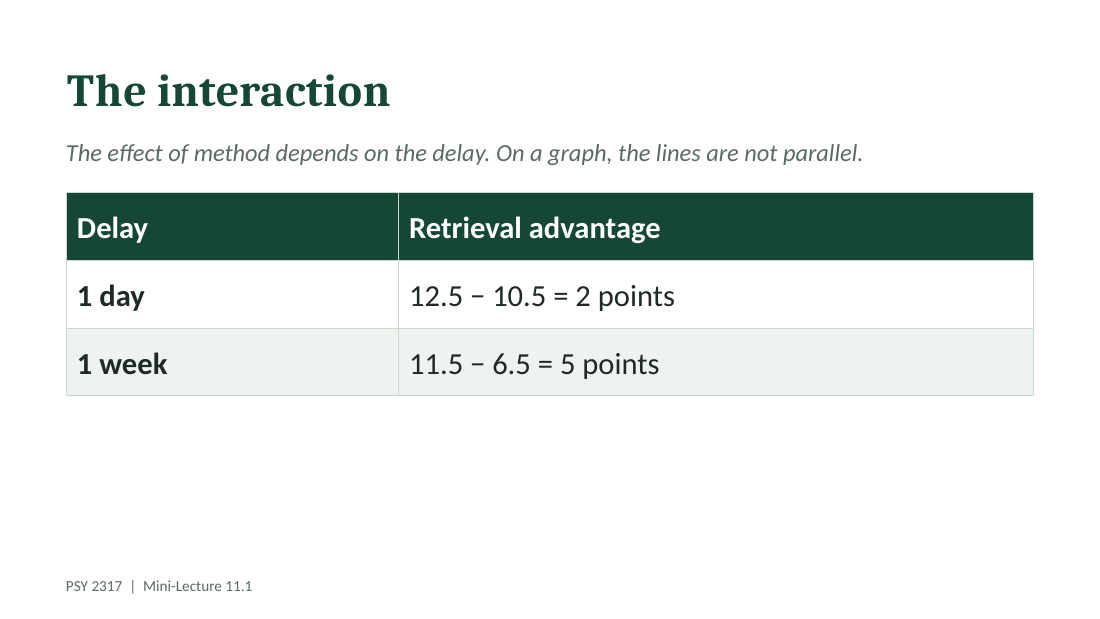 The interaction
The effect of method depends on the delay. On a graph, the lines are not parallel.
Delay Retrieval advantage
1 day 12.5 − 10.5 = 2 points
1 week 11.5 − 6.5 = 5 points
PSY 2317 | Mini-Lecture 11.1